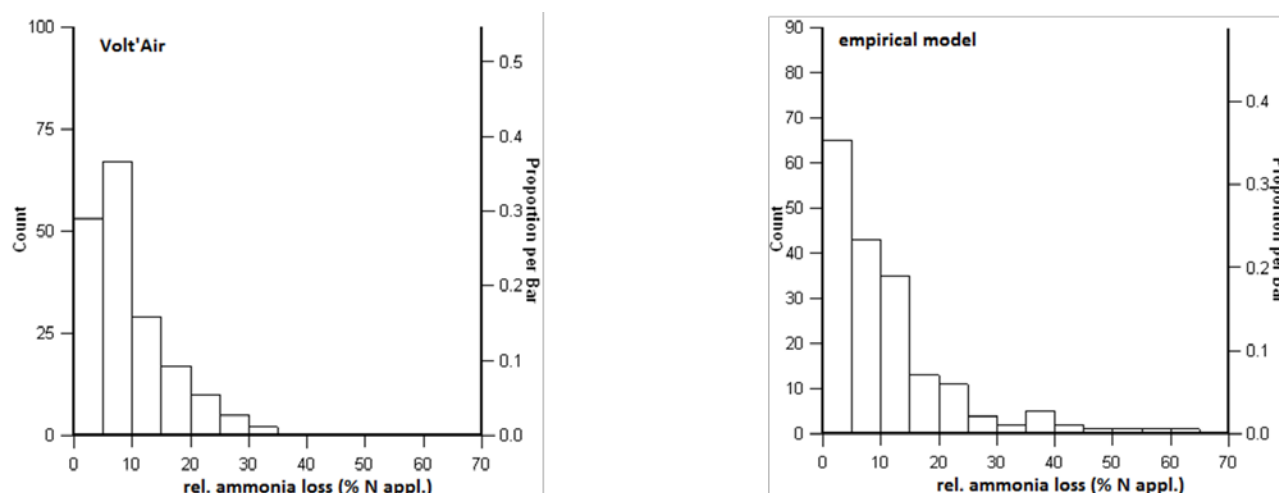 Volt'Air
100
75
50
25
0
Count
0.5
0.4
0.3
0.2
0.1
0.0
Proportion per Bar
0 10 20 30 40 50 60 70
rel. ammonia loss (% N appl.)
empirical model
90
80
70
60
50
40
30
20
10
0
Count
0.4
0.3
0.2
0.1
0.0
per
0 10 20 30 40 50 60 70
rel. ammonia loss (% N appl.)